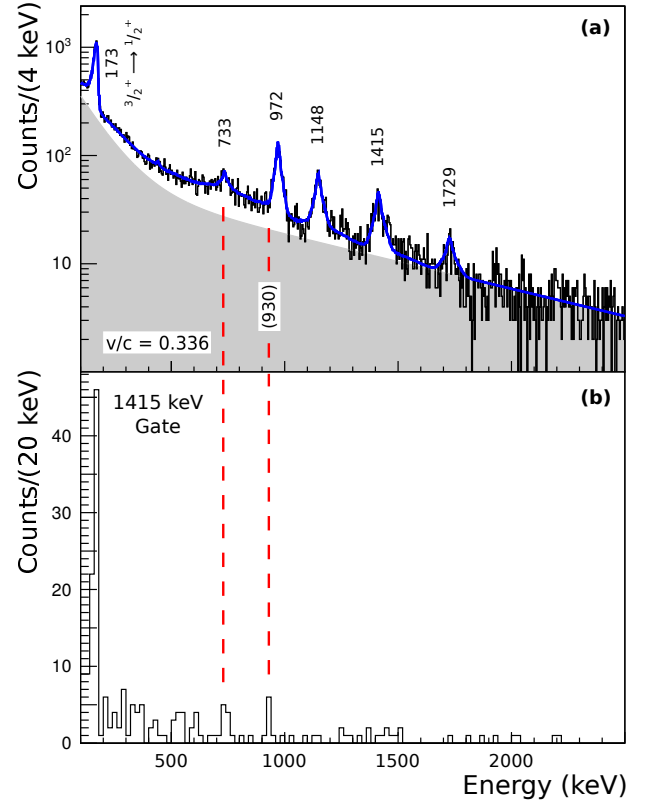 (a)
Counts/(4 keV)
10³
10²
10
173
³/₂⁺ ⟶ ¹/₂⁺
733
972
1148
1415
1729
(930)
v/c = 0.336
(b)
1415 keV
Gate
Counts/(20 keV)
40
30
20
10
0
500
1000
1500
2000
Energy (keV)